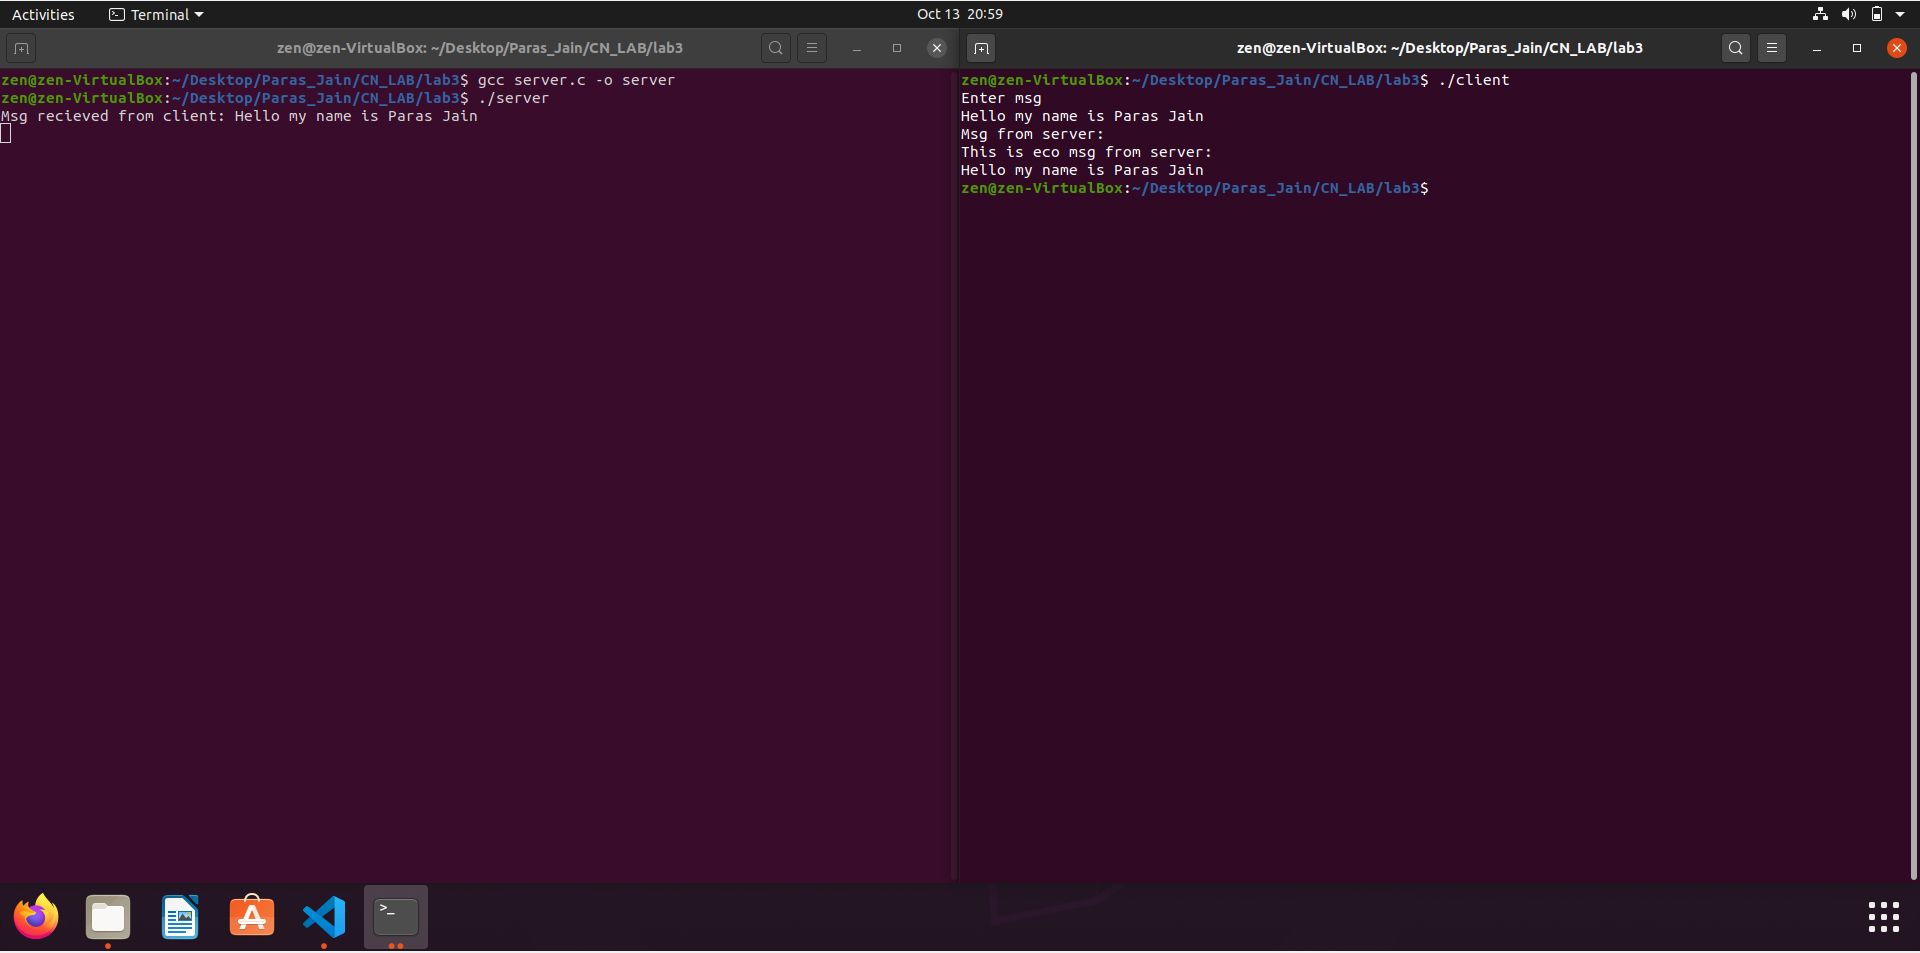 Activities
Terminal
Oct 13 20:59
zen@zen-VirtualBox: ~/Desktop/Paras_Jain/CN_LAB/lab3
zen@zen-VirtualBox:~/Desktop/Paras_Jain/CN_LAB/lab3$ gcc server.c -o server
zen@zen-VirtualBox:~/Desktop/Paras_Jain/CN_LAB/lab3$ ./server
Msg recieved from client: Hello my name is Paras Jain
zen@zen-VirtualBox: ~/Desktop/Paras_Jain/CN_LAB/lab3
zen@zen-VirtualBox:~/Desktop/Paras_Jain/CN_LAB/lab3$ ./client
Enter msg
Hello my name is Paras Jain
Msg from server:
This is eco msg from server:
Hello my name is Paras Jain
zen@zen-VirtualBox:~/Desktop/Paras_Jain/CN_LAB/lab3$